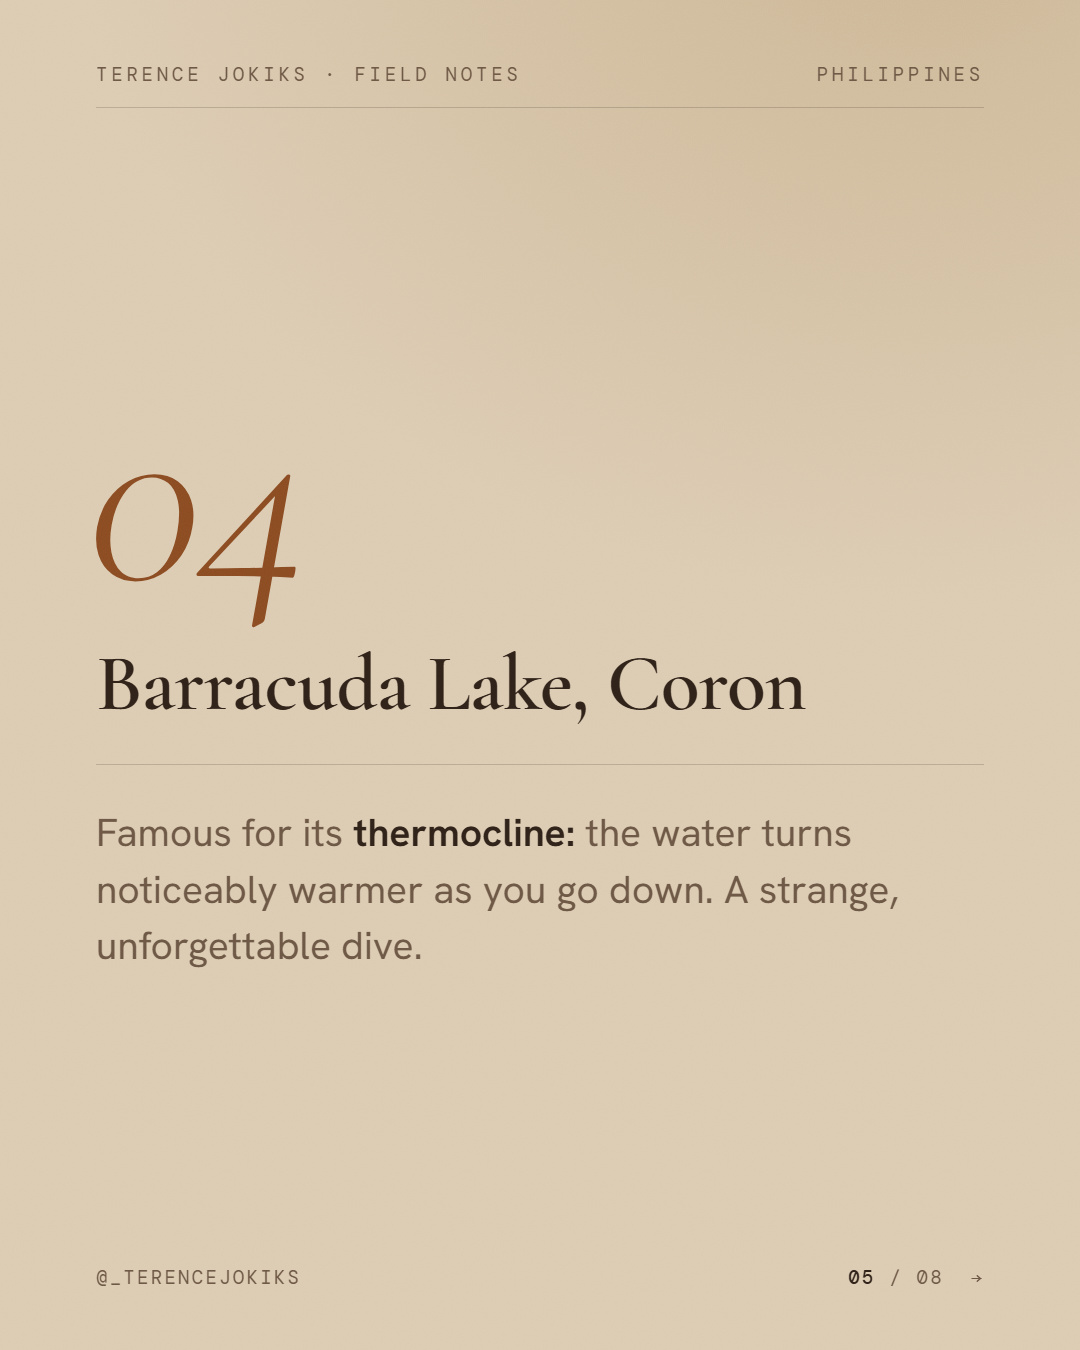 TERENCE JOKIKS · FIELD NOTES
PHILIPPINES
04
Barracuda Lake, Coron
Famous for its thermocline: the water turns
noticeably warmer as you go down. A strange,
unforgettable dive.
@_TERENCEJOKIKS
05 / 08 →